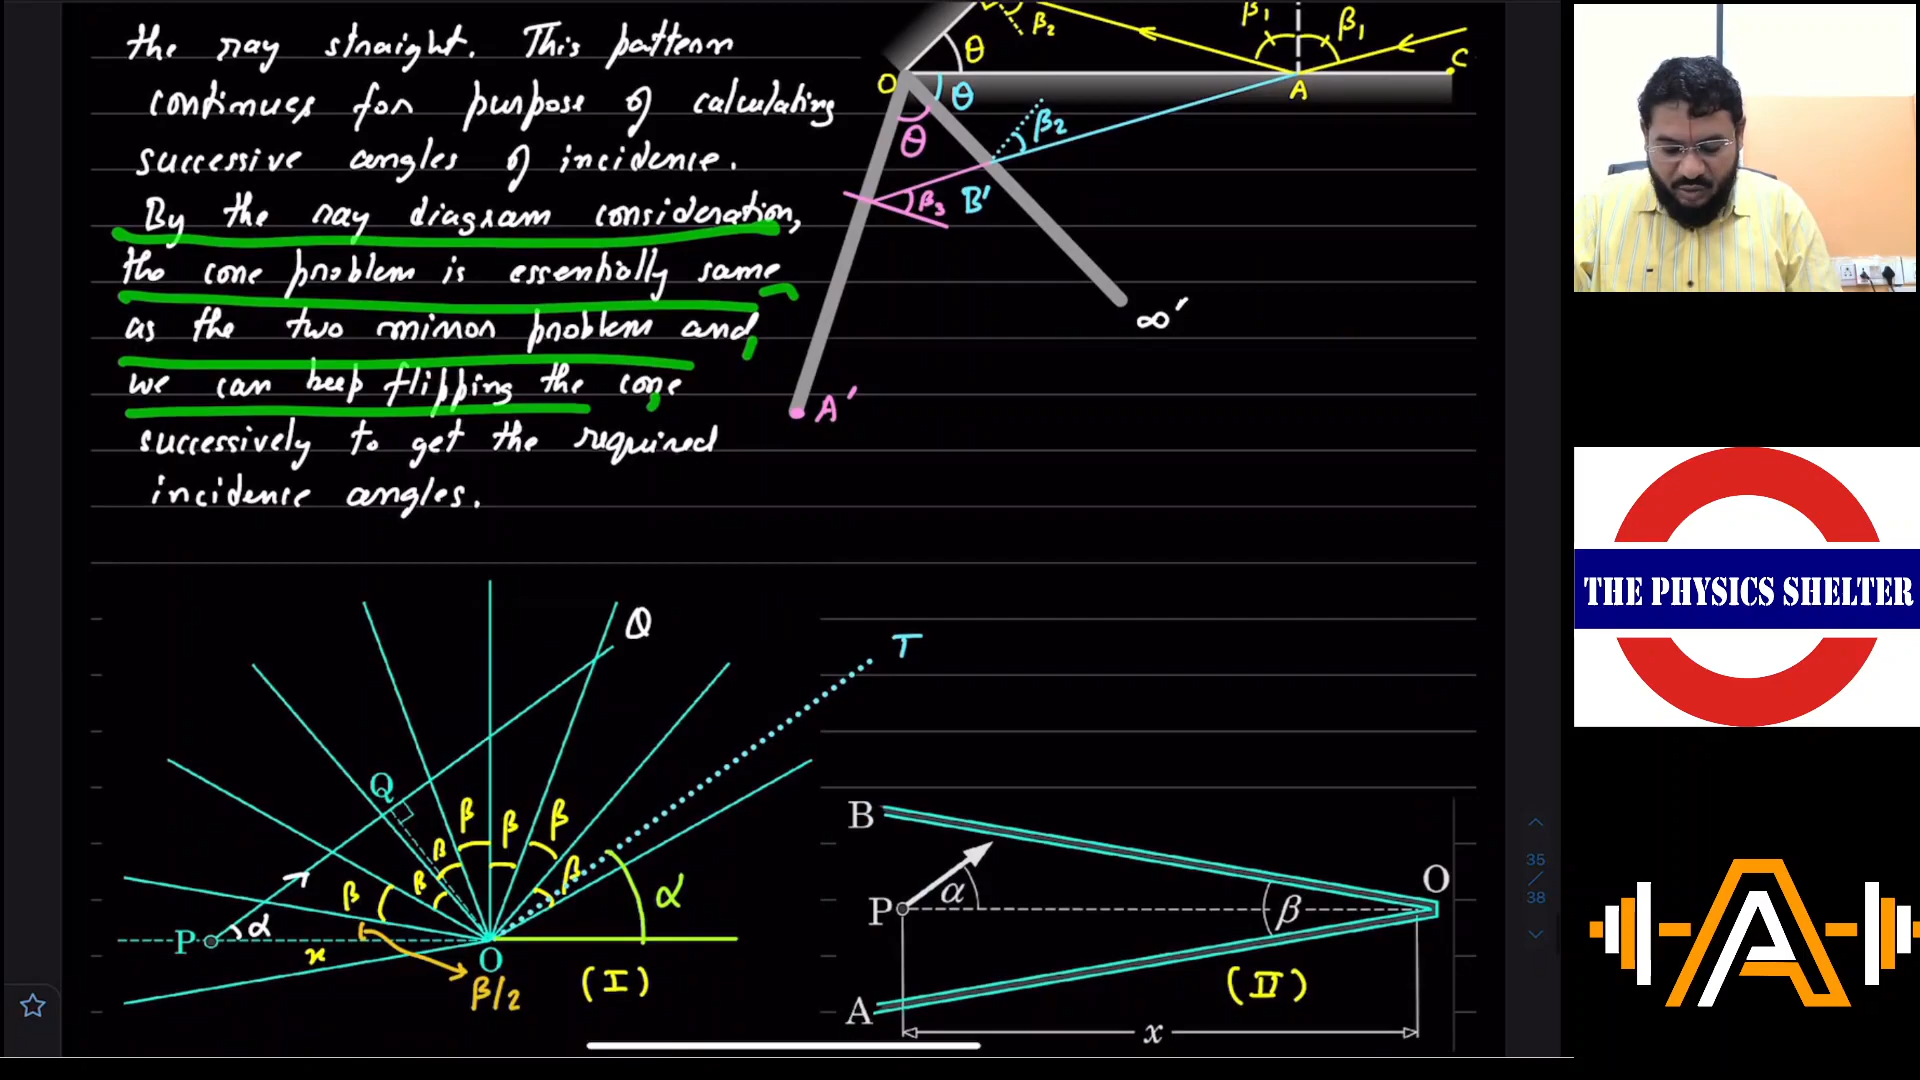 the ray straight. This pattern
continues for purpose of calculating
successive angles of incidence.
By the ray diagram consideration,
the cone problem is essentially same
as the two mirror problem and
we can keep flipping the cone
successively to get the required
incidence angles.
β₂
θ
O
θ
θ
β₁
β₁
C
A
β₂
β₃
B'
∞'
A'
Q
T
Q
β
β
β
β
β
β
β
α
P
α
x
O
β/2
(I)
B
P
α
β
O
A
(II)
x
35
/
38
THE PHYSICS SHELTER
A